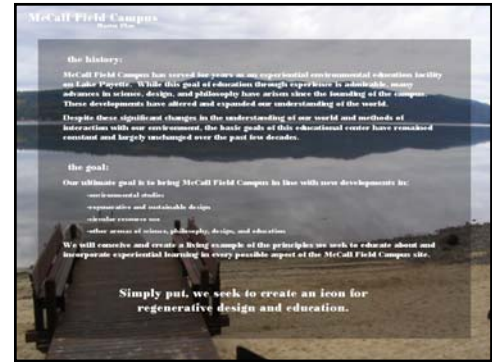 McCall Field Campus
Master Plan
the history:
McCall Field Campus has served for years as an experiential environmental education facility
on Lake Payette. While this goal of education through experience is admirable, many
advances in science, design, and philosophy have arisen since the founding of the campus.
These developments have altered and expanded our understanding of the world.
Despite these significant changes in the understanding of our world and methods of
interaction with our environment, the basic goals of this educational center have remained
constant and largely unchanged over the past few decades.
the goal:
Our ultimate goal is to bring McCall Field Campus in line with new developments in:
-environmental studies
-regenerative and sustainable design
-circular resource use
-other arenas of science, philosophy, design, and education
We will conceive and create a living example of the principles we seek to educate about and
incorporate experiential learning in every possible aspect of the McCall Field Campus site.
Simply put, we seek to create an icon for
regenerative design and education.